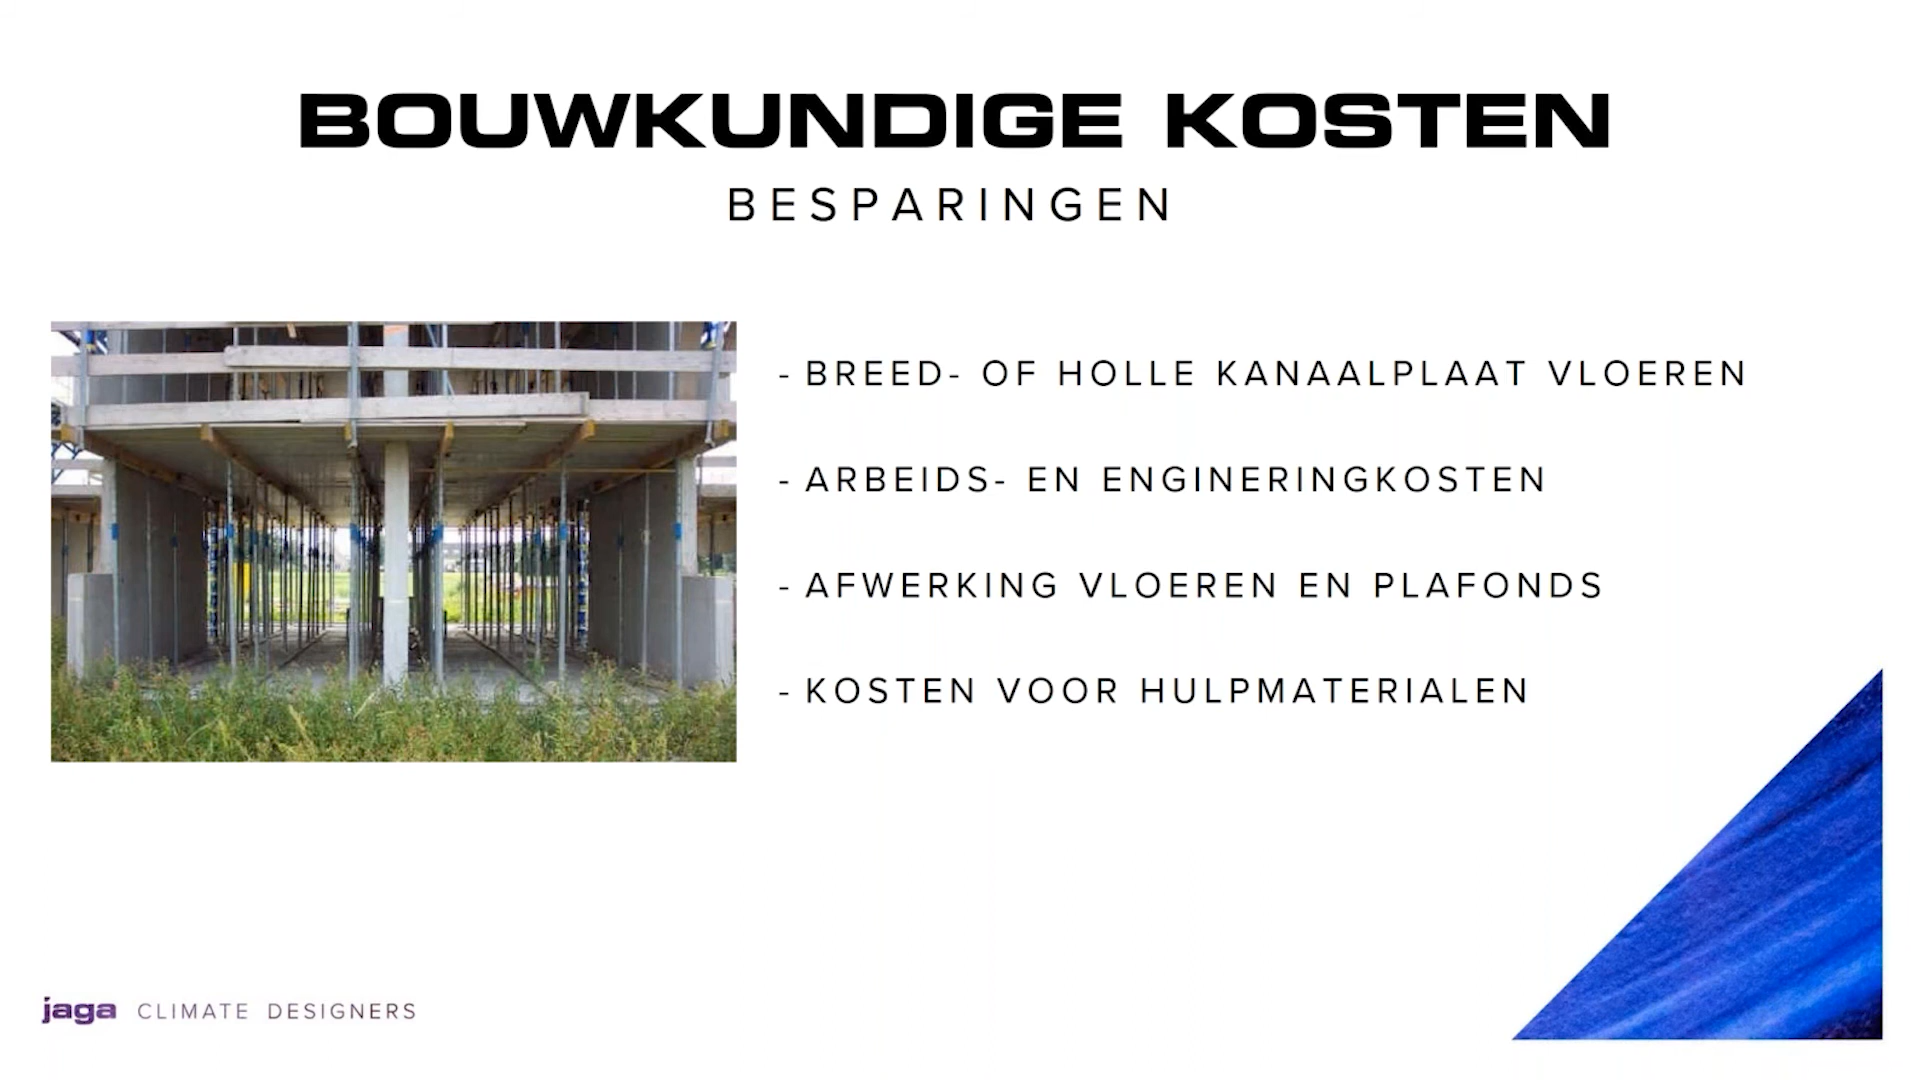 BOUWKUNDIGE KOSTEN
BESPARINGEN
- BREED- OF HOLLE KANAALPLAAT VLOEREN
- ARBEIDS- EN ENGINERINGKOSTEN
- AFWERKING VLOEREN EN PLAFONDS
- KOSTEN VOOR HULPMATERIALEN
jaga CLIMATE DESIGNERS